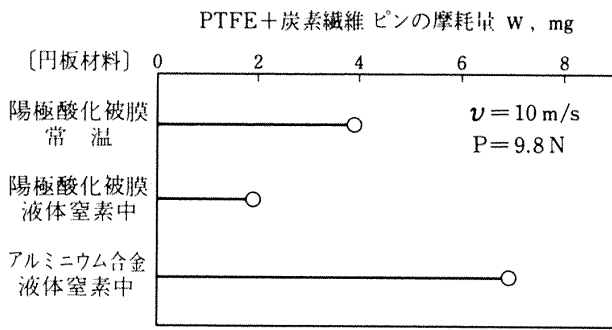 PTFE+炭素繊維 ピンの摩耗量 W, mg
〔円板材料〕 0 2 4 6 8
陽極酸化被膜
常 温
υ=10 m/s
P=9.8 N
陽極酸化被膜
液体窒素中
アルミニウム合金
液体窒素中